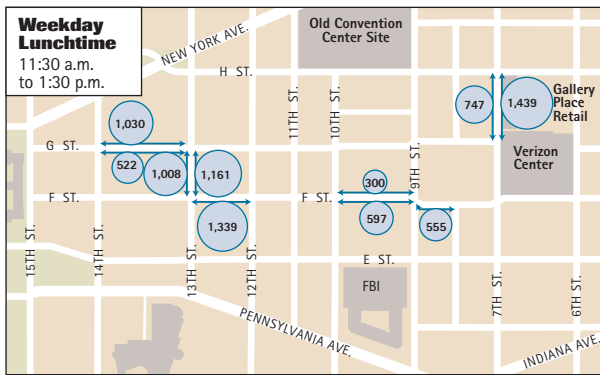 Weekday
Lunchtime
11:30 a.m.
to 1:30 p.m.
NEW YORK AVE.
Old Convention
Center Site
H ST.
11TH ST.
10TH ST.
747
1,439
Gallery
Place
Retail
1,030
G ST.
522
1,008
1,161
300
9TH ST.
Verizon
Center
F ST.
F ST.
1,339
597
555
15TH ST.
14TH ST.
13TH ST.
12TH ST.
E ST.
FBI
7TH ST.
6TH ST.
PENNSYLVANIA AVE.
INDIANA AVE.